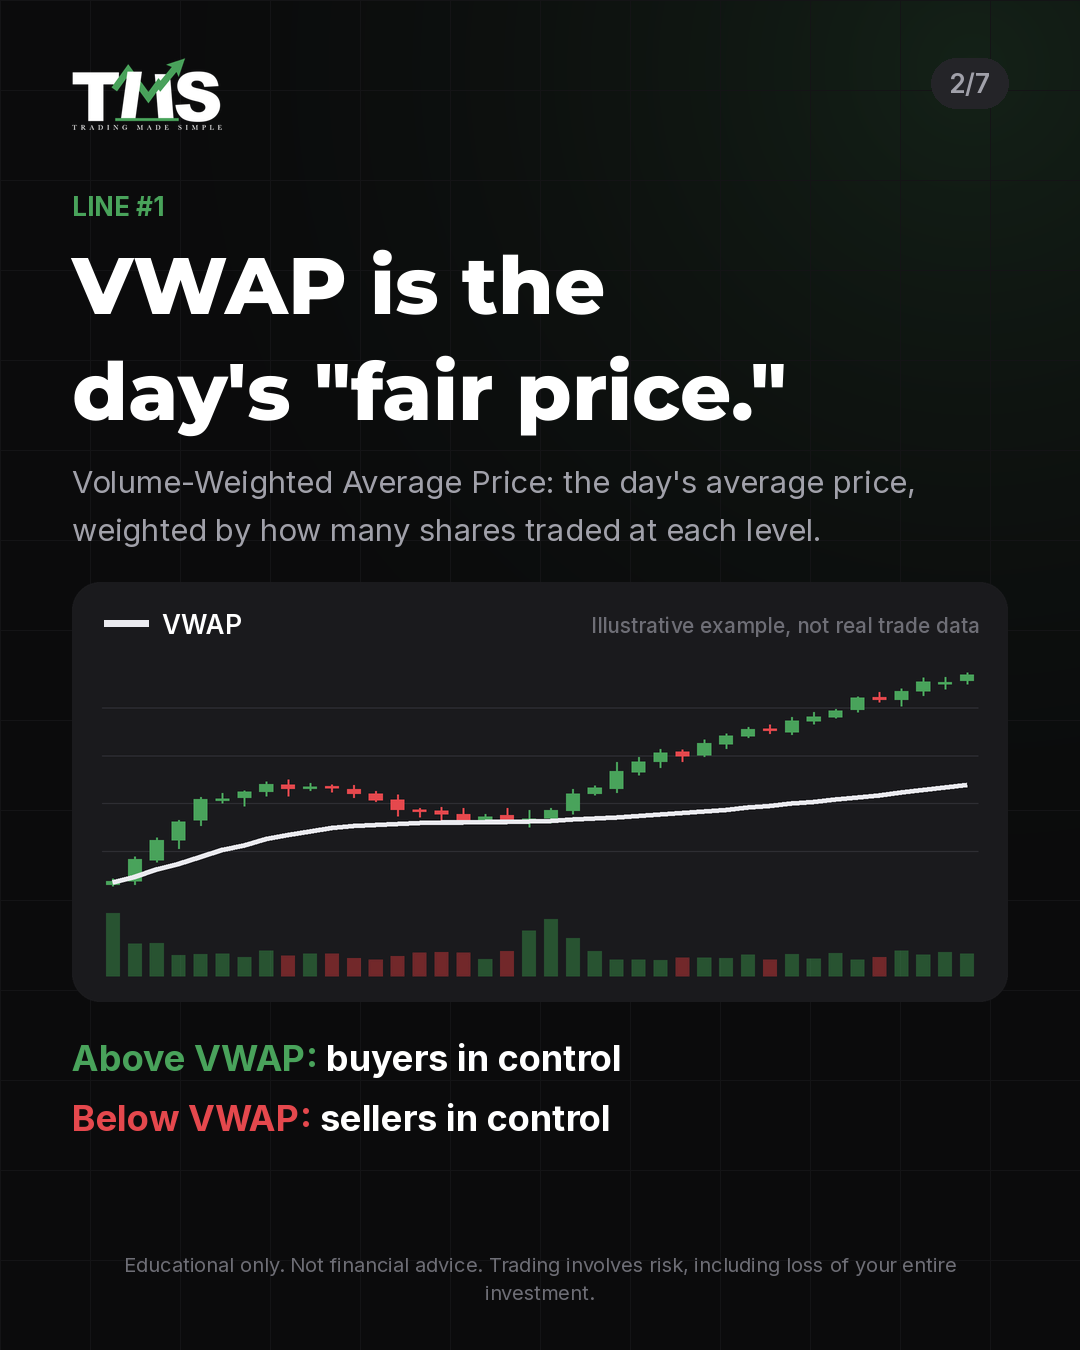 TMS
TRADING MADE SIMPLE
2/7
LINE #1
VWAP is the
day's "fair price."
Volume-Weighted Average Price: the day's average price,
weighted by how many shares traded at each level.
VWAP
Illustrative example, not real trade data
Above VWAP: buyers in control
Below VWAP: sellers in control
Educational only. Not financial advice. Trading involves risk, including loss of your entire
investment.